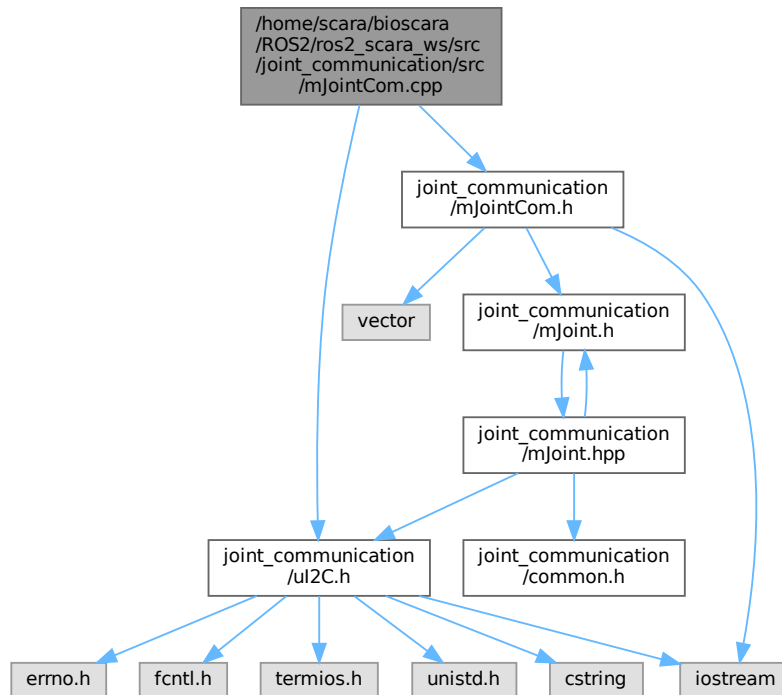 /home/scara/bioscara
/ROS2/ros2_scara_ws/src
/joint_communication/src
/mJointCom.cpp
joint_communication
/mJointCom.h
vector
joint_communication
/mJoint.h
joint_communication
/mJoint.hpp
joint_communication
/uI2C.h
joint_communication
/common.h
errno.h
fcntl.h
termios.h
unistd.h
cstring
iostream